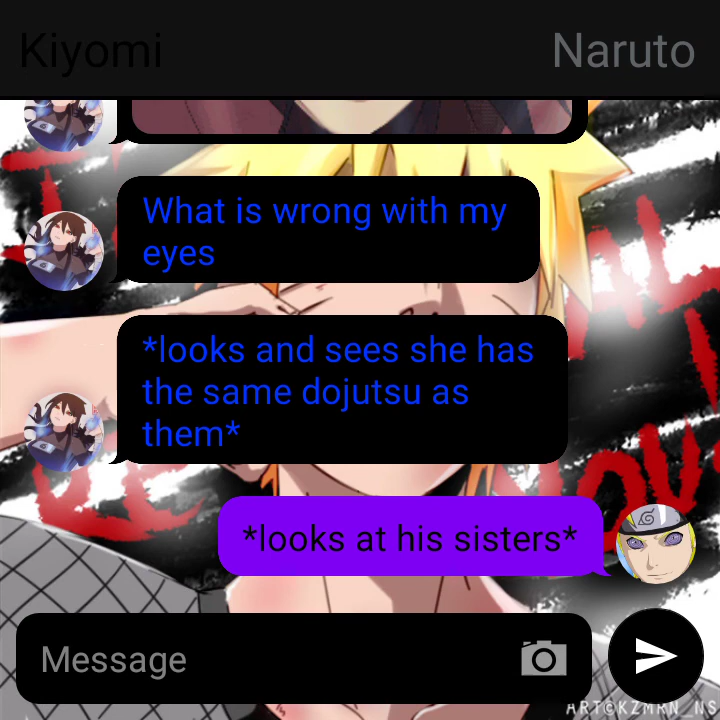 Kiyomi Naruto
What is wrong with my
eyes
*looks and sees she has
the same dojutsu as
them*
*looks at his sisters*
Message
ART©KZMRN_NS